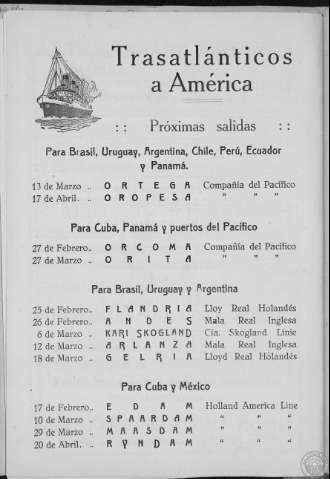 Trasatlánticos
a América
: : Próximas salidas : :
Para Brasil, Uruguay, Argentina, Chile, Perú, Ecuador
y Panamá.
13 de Marzo .. ORTEGA Compañía del Pacífico
17 de Abril. .. OROPESA " " "
Para Cuba, Panamá y puertos del Pacífico
27 de Febrero.. ORCOMA Compañía del Pacífico
27 de Marzo .. ORITA " " "
Para Brasil, Uruguay y Argentina
25 de Febrero.. FLANDRIA Lloy Real Holandés
26 de Febrero.. ANDES Mala Real Inglesa
6 de Marzo .. KARI SKOGLAND Cía. Skogland Linie
12 de Marzo .. ARLANZA Mala Real Inglesa
18 de Marzo .. GELRIA Lloyd Real Hólandés
Para Cuba y México
17 de Febrero.. EDAM Holland America Line
10 de Marzo .. SPAARDAM " " "
29 de Marzo .. MAASDAM " " "
20 de Abril. .. RYNDAM " " "